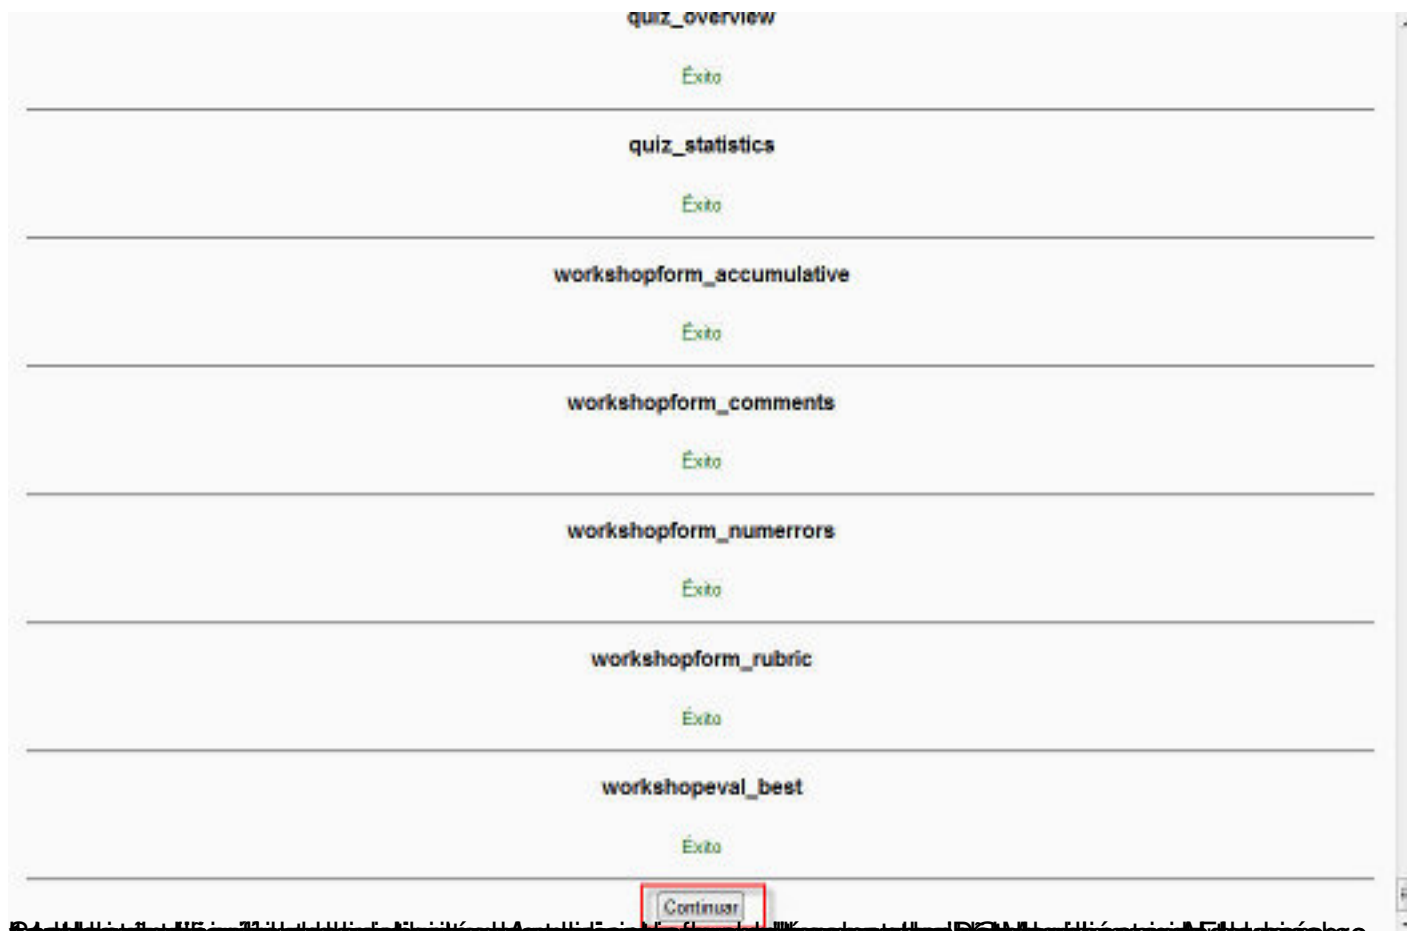 quiz_overview
Éxito
quiz_statistics
Éxito
workshopform_accumulative
Éxito
workshopform_comments
Éxito
workshopform_numerrors
Éxito
workshopform_rubric
Éxito
workshopeval_best
Éxito
Continuar